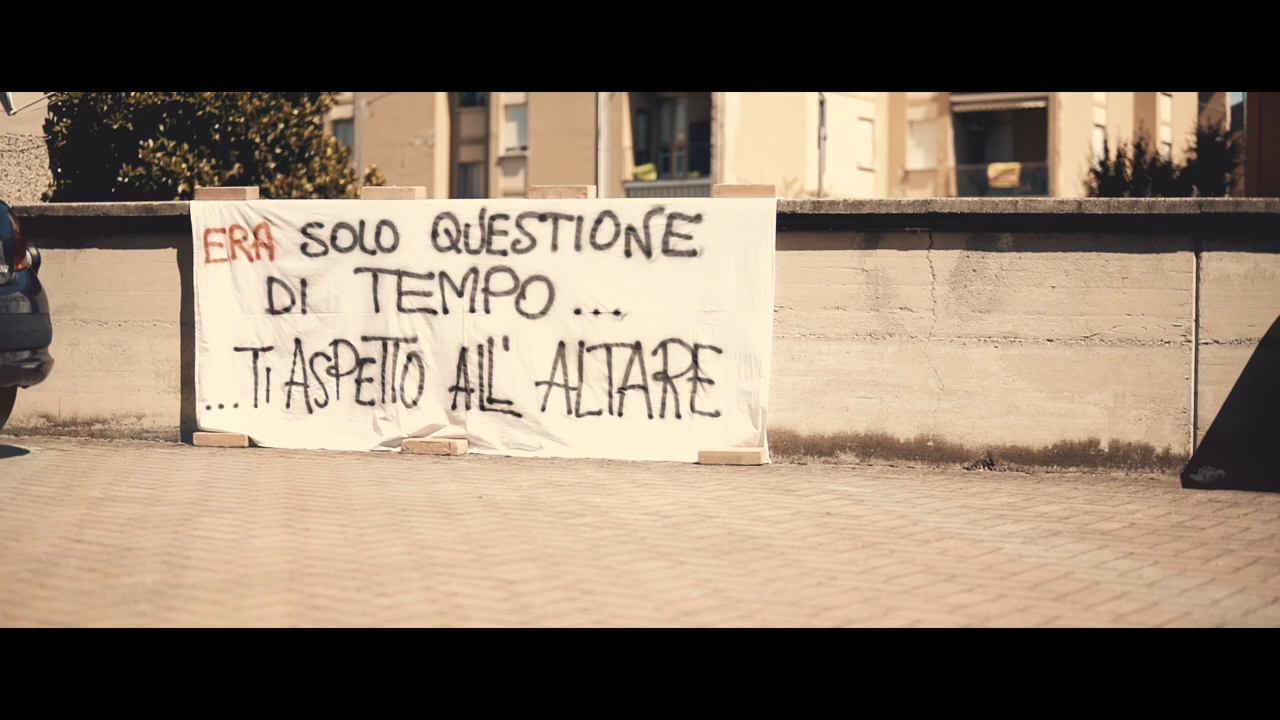 ERA SOLO QUESTIONE
DI TEMPO...
...TI ASPETTO ALL' ALTARE